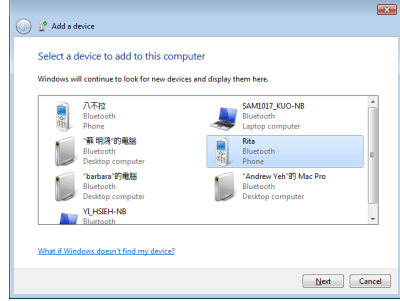 Add a device
Select a device to add to this computer
Windows will continue to look for new devices and display them here.
八不拉
Bluetooth
Phone
SAM1017_KUO-NB
Bluetooth
Laptop computer
"蘇 明鴻"的電腦
Bluetooth
Desktop computer
Rita
Bluetooth
Phone
"barbara"的電腦
Bluetooth
Desktop computer
"Andrew Yeh"的 Mac Pro
Bluetooth
Desktop computer
YI_HSIEH-NB
Bluetooth
What if Windows doesn't find my device?
Next
Cancel